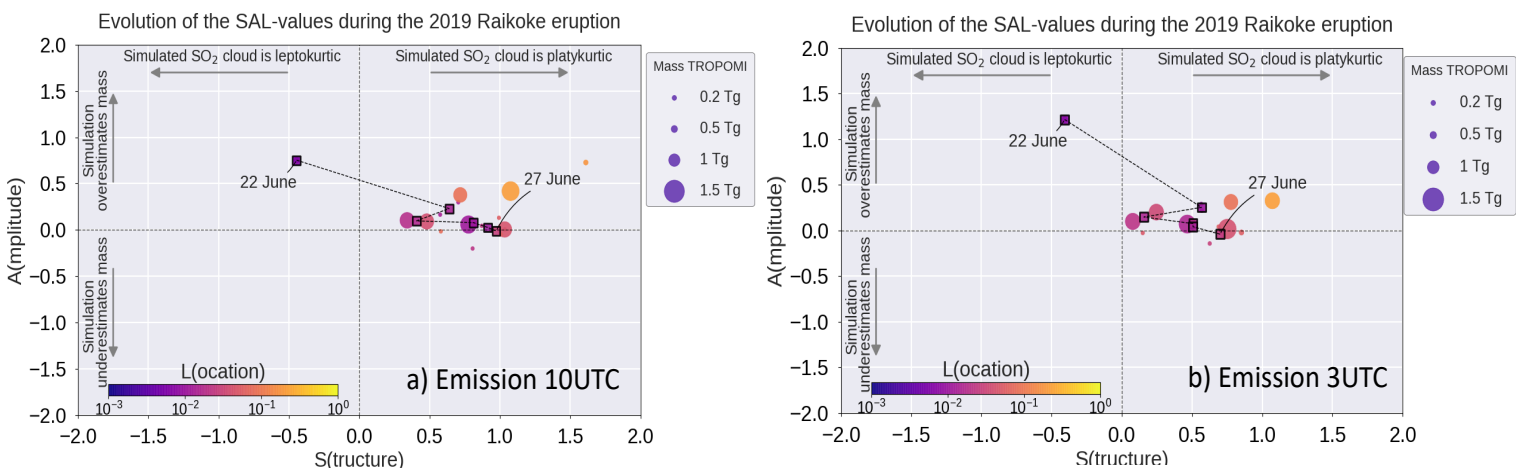 Evolution of the SAL-values during the 2019 Raikoke eruption
2.0
1.5
1.0
0.5
0.0
−0.5
−1.0
−1.5
−2.0
A(mplitude)
Simulated SO2 cloud is leptokurtic
Simulated SO2 cloud is platykurtic
Simulation
overestimates mass
Simulation
underestimates mass
22 June
27 June
L(ocation)
10−3
10−2
10−1
100
a) Emission 10UTC
−2.0
−1.5
−1.0
−0.5
0.0
0.5
1.0
1.5
2.0
S(tructure)
Mass TROPOMI
0.2 Tg
0.5 Tg
1 Tg
1.5 Tg
Evolution of the SAL-values during the 2019 Raikoke eruption
2.0
1.5
1.0
0.5
0.0
−0.5
−1.0
−1.5
−2.0
A(mplitude)
Simulated SO2 cloud is leptokurtic
Simulated SO2 cloud is platykurtic
Simulation
overestimates mass
Simulation
underestimates mass
22 June
27 June
L(ocation)
10−3
10−2
10−1
100
b) Emission 3UTC
−2.0
−1.5
−1.0
−0.5
0.0
0.5
1.0
1.5
2.0
S(tructure)
Mass TROPOMI
0.2 Tg
0.5 Tg
1 Tg
1.5 Tg